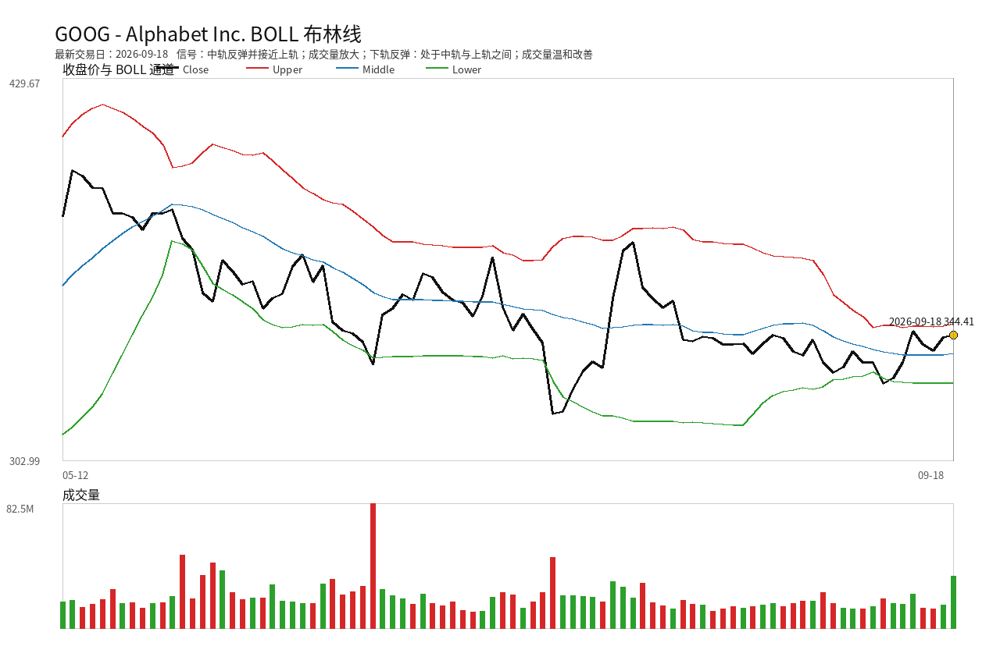 GOOG - Alphabet Inc. BOLL 布林线
最新交易日：2026-09-18 信号：中轨反弹并接近上轨；成交量放大；下轨反弹：处于中轨与上轨之间；成交量温和改善
收盘价与 BOLL 通道 Close Upper Middle Lower
429.67
2026-09-18 344.41
302.99
05-12 09-18
成交量
82.5M